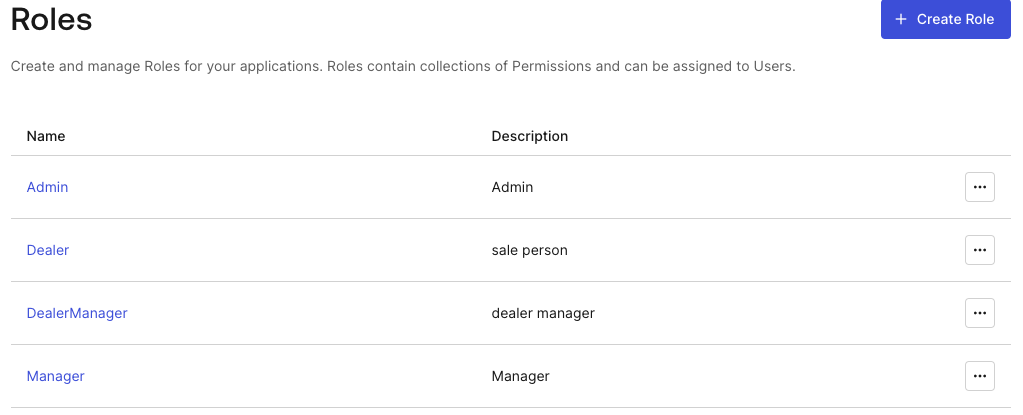 Roles
+ Create Role
Create and manage Roles for your applications. Roles contain collections of Permissions and can be assigned to Users.
Name Description
Admin Admin
Dealer sale person
DealerManager dealer manager
Manager Manager